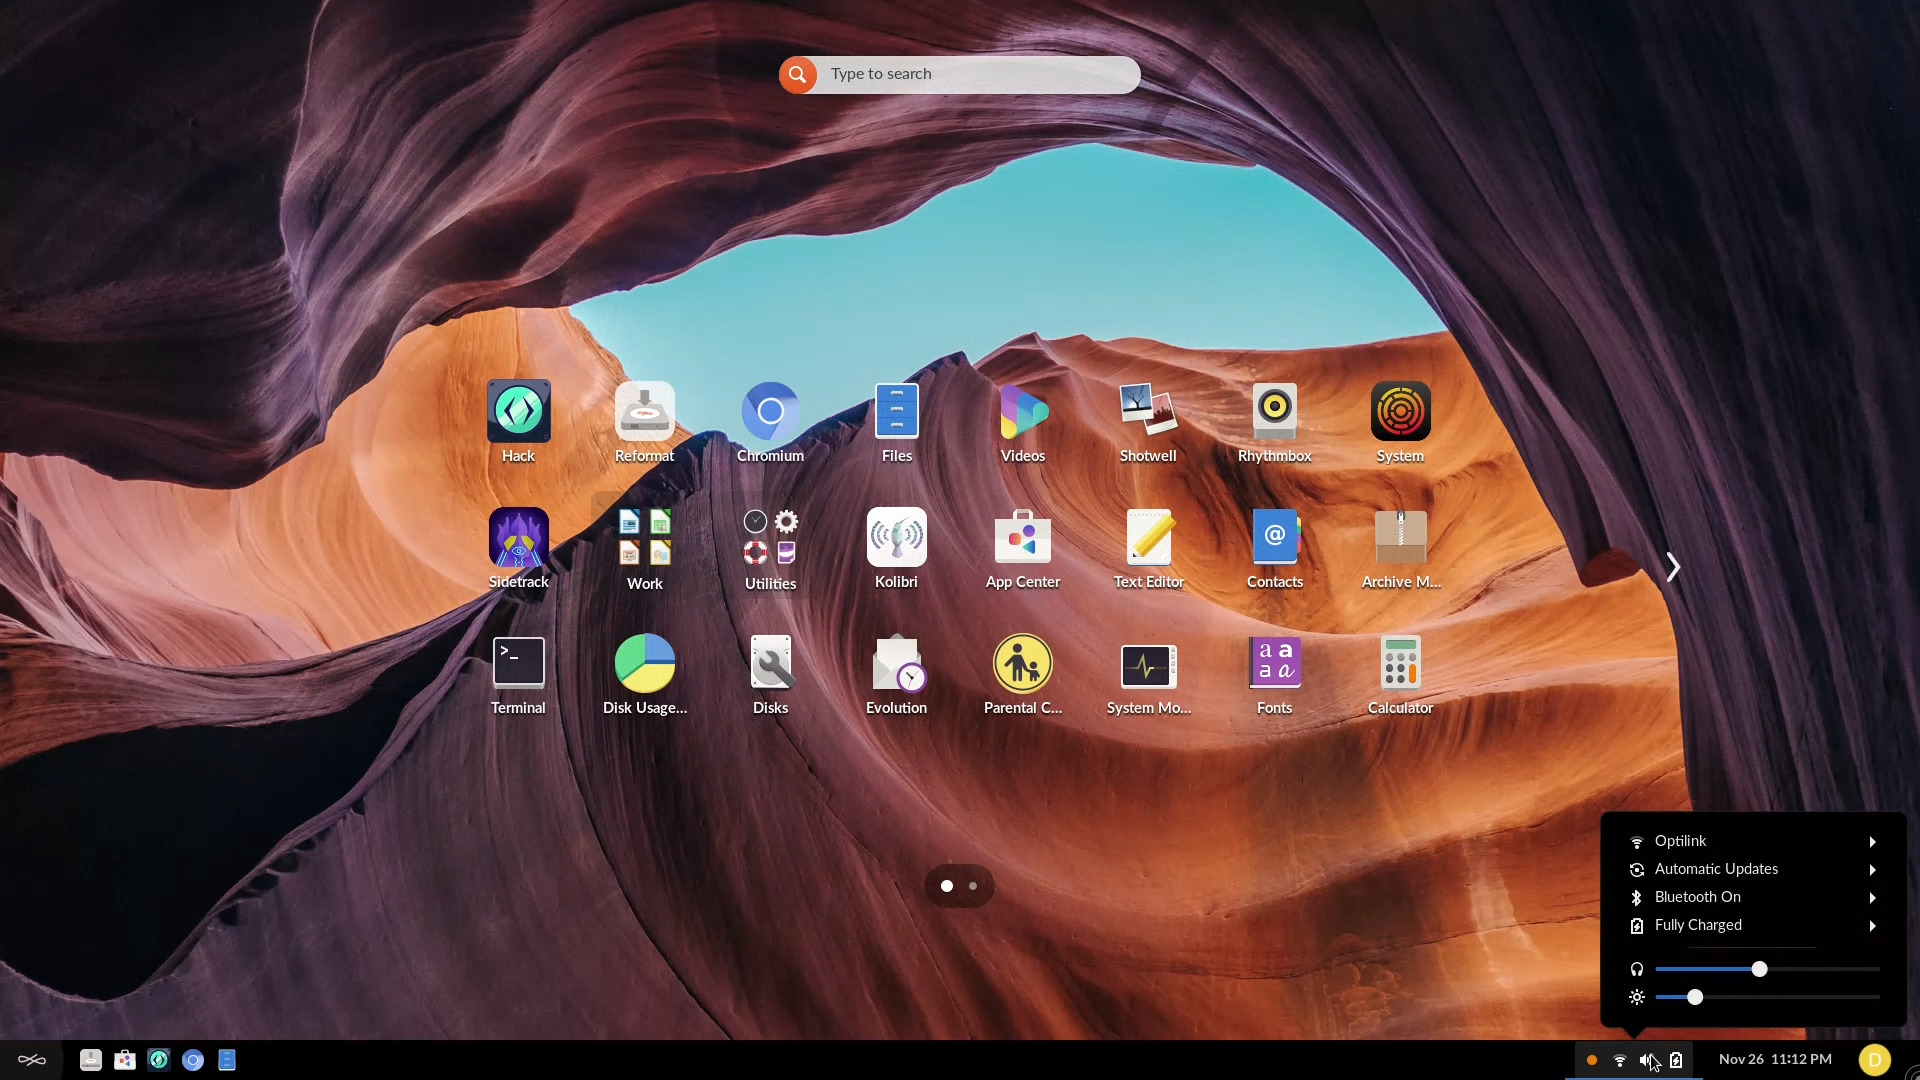 Type to search
Hack
Reformat
Chromium
Files
Videos
Shotwell
Rhythmbox
System
Sidetrack
Work
Utilities
Kolibri
App Center
Text Editor
Contacts
Archive M...
Terminal
Disk Usage...
Disks
Evolution
Parental C...
System Mo...
Fonts
Calculator
Optilink
Automatic Updates
Bluetooth On
Fully Charged
Nov 26 11:12 PM
D